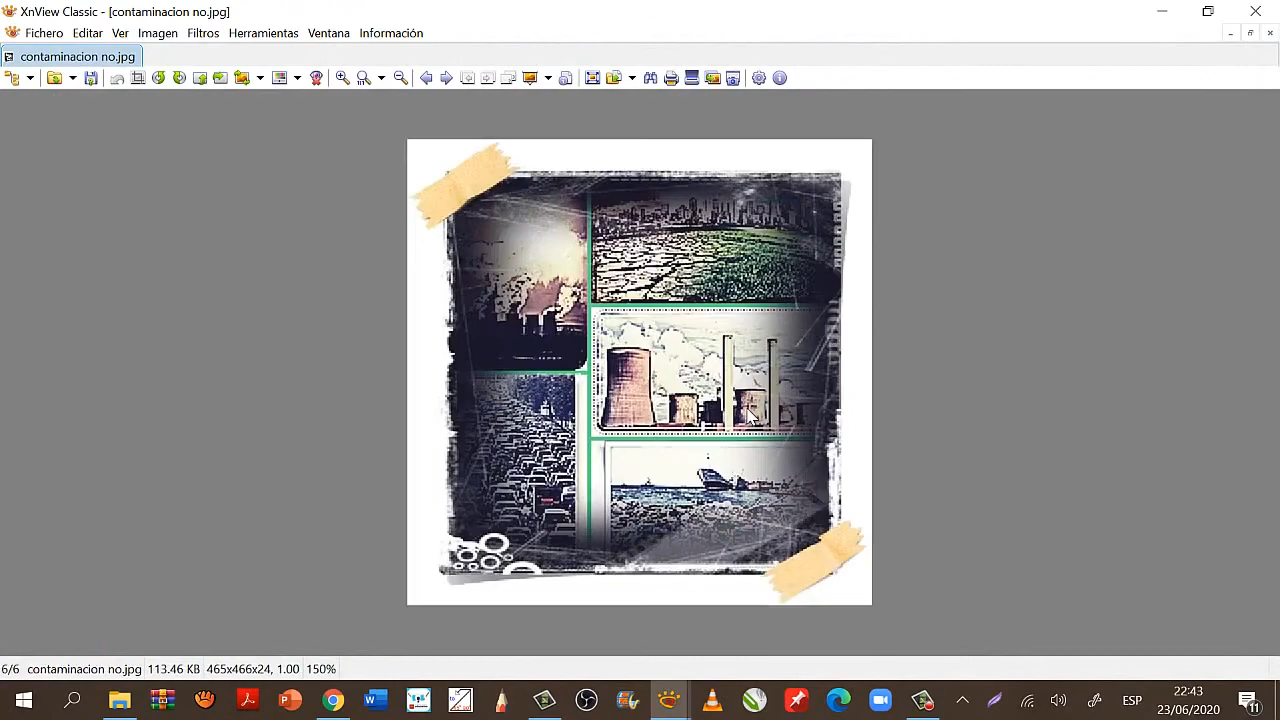 XnView Classic - [contaminacion no.jpg]
Fichero Editar Ver Imagen Filtros Herramientas Ventana Información
contaminacion no.jpg
6/6 contaminacion no.jpg 113.46 KB 465x466x24, 1.00 150%
ESP
22:43
23/06/2020
11